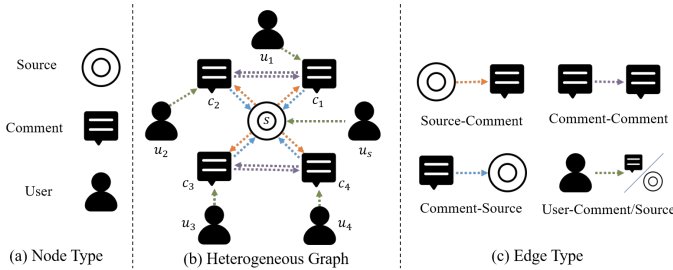 Source
Comment
User
(a) Node Type
u₁
c₂
c₁
s
u₂
uₛ
c₃
c₄
u₃
u₄
(b) Heterogeneous Graph
Source-Comment
Comment-Comment
Comment-Source
User-Comment/Source
(c) Edge Type